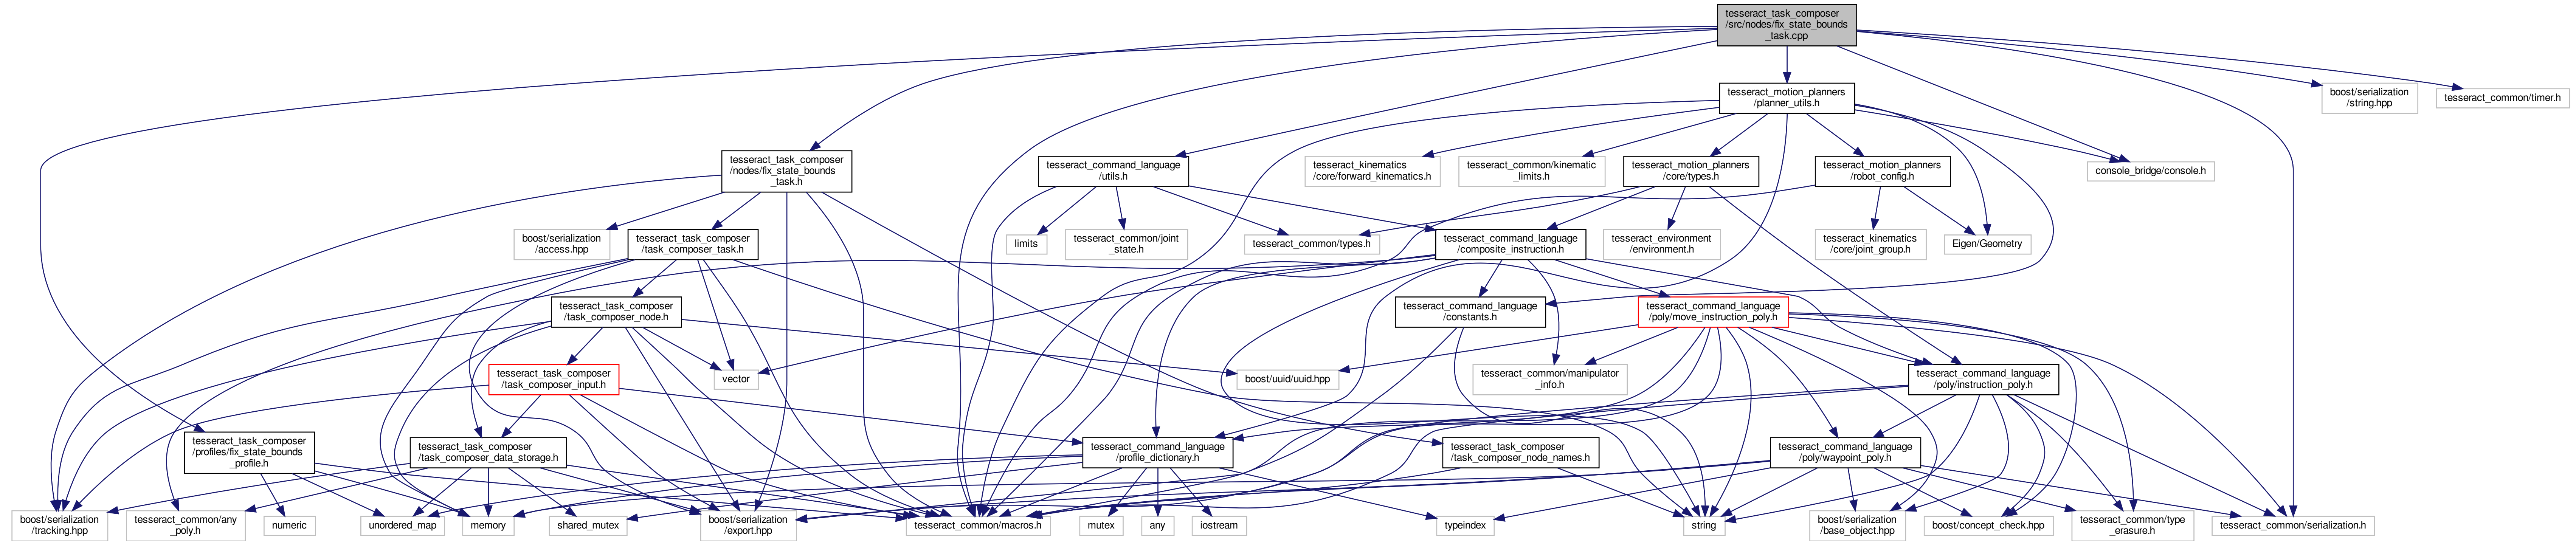 tesseract_task_composer
/src/nodes/fix_state_bounds
_task.cpp
tesseract_motion_planners
/planner_utils.h
boost/serialization
/string.hpp
tesseract_common/timer.h
tesseract_task_composer
/nodes/fix_state_bounds
_task.h
tesseract_command_language
/utils.h
tesseract_kinematics
/core/forward_kinematics.h
tesseract_common/kinematic
_limits.h
tesseract_motion_planners
/core/types.h
tesseract_motion_planners
/robot_config.h
console_bridge/console.h
boost/serialization
/access.hpp
tesseract_task_composer
/task_composer_task.h
limits
tesseract_common/joint
_state.h
tesseract_common/types.h
tesseract_command_language
/composite_instruction.h
tesseract_environment
/environment.h
tesseract_kinematics
/core/joint_group.h
Eigen/Geometry
tesseract_task_composer
/task_composer_node.h
tesseract_command_language
/constants.h
tesseract_command_language
/poly/move_instruction_poly.h
tesseract_task_composer
/task_composer_input.h
vector
boost/uuid/uuid.hpp
tesseract_common/manipulator
_info.h
tesseract_command_language
/poly/instruction_poly.h
tesseract_task_composer
/profiles/fix_state_bounds
_profile.h
tesseract_task_composer
/task_composer_data_storage.h
tesseract_command_language
/profile_dictionary.h
tesseract_task_composer
/task_composer_node_names.h
tesseract_command_language
/poly/waypoint_poly.h
boost/serialization
/tracking.hpp
tesseract_common/any
_poly.h
numeric
unordered_map
memory
shared_mutex
boost/serialization
/export.hpp
tesseract_common/macros.h
mutex
any
iostream
typeindex
string
boost/serialization
/base_object.hpp
boost/concept_check.hpp
tesseract_common/type
_erasure.h
tesseract_common/serialization.h